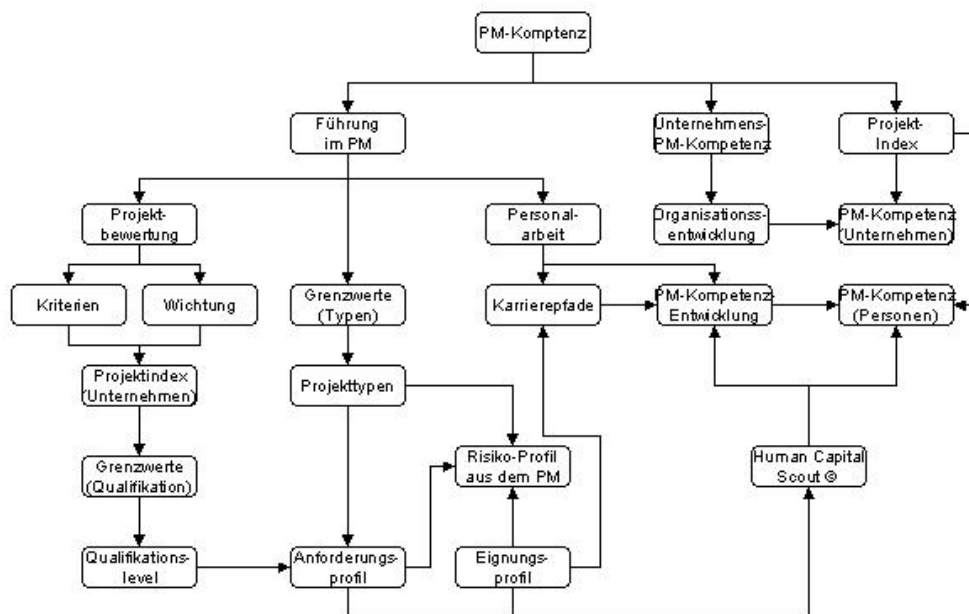 PM-Komptenz
Führung
im PM
Unternehmens-
PM-Kompetenz
Projekt-
Index
Projekt-
bewertung
Personal-
arbeit
Organisationss-
entwicklung
PM-Kompetenz
(Unternehmen)
Kriterien
Wichtung
Grenzwerte
(Typen)
Karrierepfade
PM-Kompetenz-
Entwicklung
PM-Kompetenz
(Personen)
Projektindex
(Unternehmen)
Projekttypen
Grenzwerte
(Qualifikation)
Risiko-Profil
aus dem PM
Human Capital
Scout ©
Qualifikations-
level
Anforderungs-
profil
Eignungs-
profil